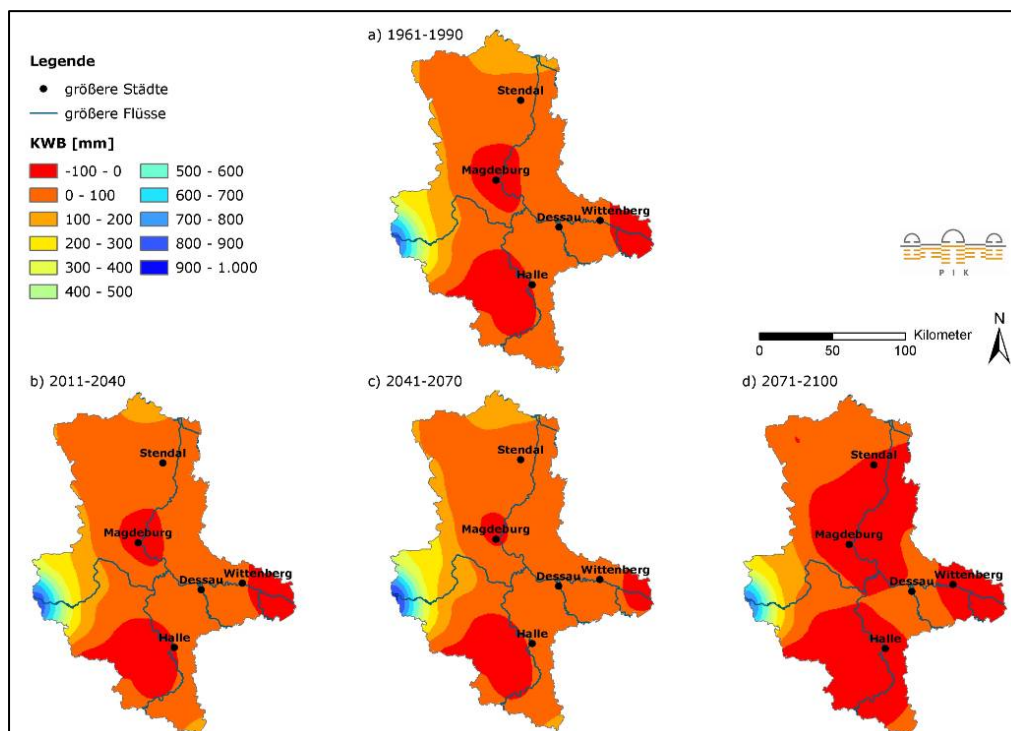 a) 1961-1990
Legende
größere Städte
größere Flüsse
KWB [mm]
-100 - 0
500 - 600
0 - 100
600 - 700
100 - 200
700 - 800
200 - 300
800 - 900
300 - 400
900 - 1.000
400 - 500
Stendal
Magdeburg
Dessau
Wittenberg
Halle
P I K
N
Kilometer
0 50 100
b) 2011-2040
Stendal
Magdeburg
Dessau
Wittenberg
Halle
c) 2041-2070
Stendal
Magdeburg
Dessau
Wittenberg
Halle
d) 2071-2100
Stendal
Magdeburg
Dessau
Wittenberg
Halle